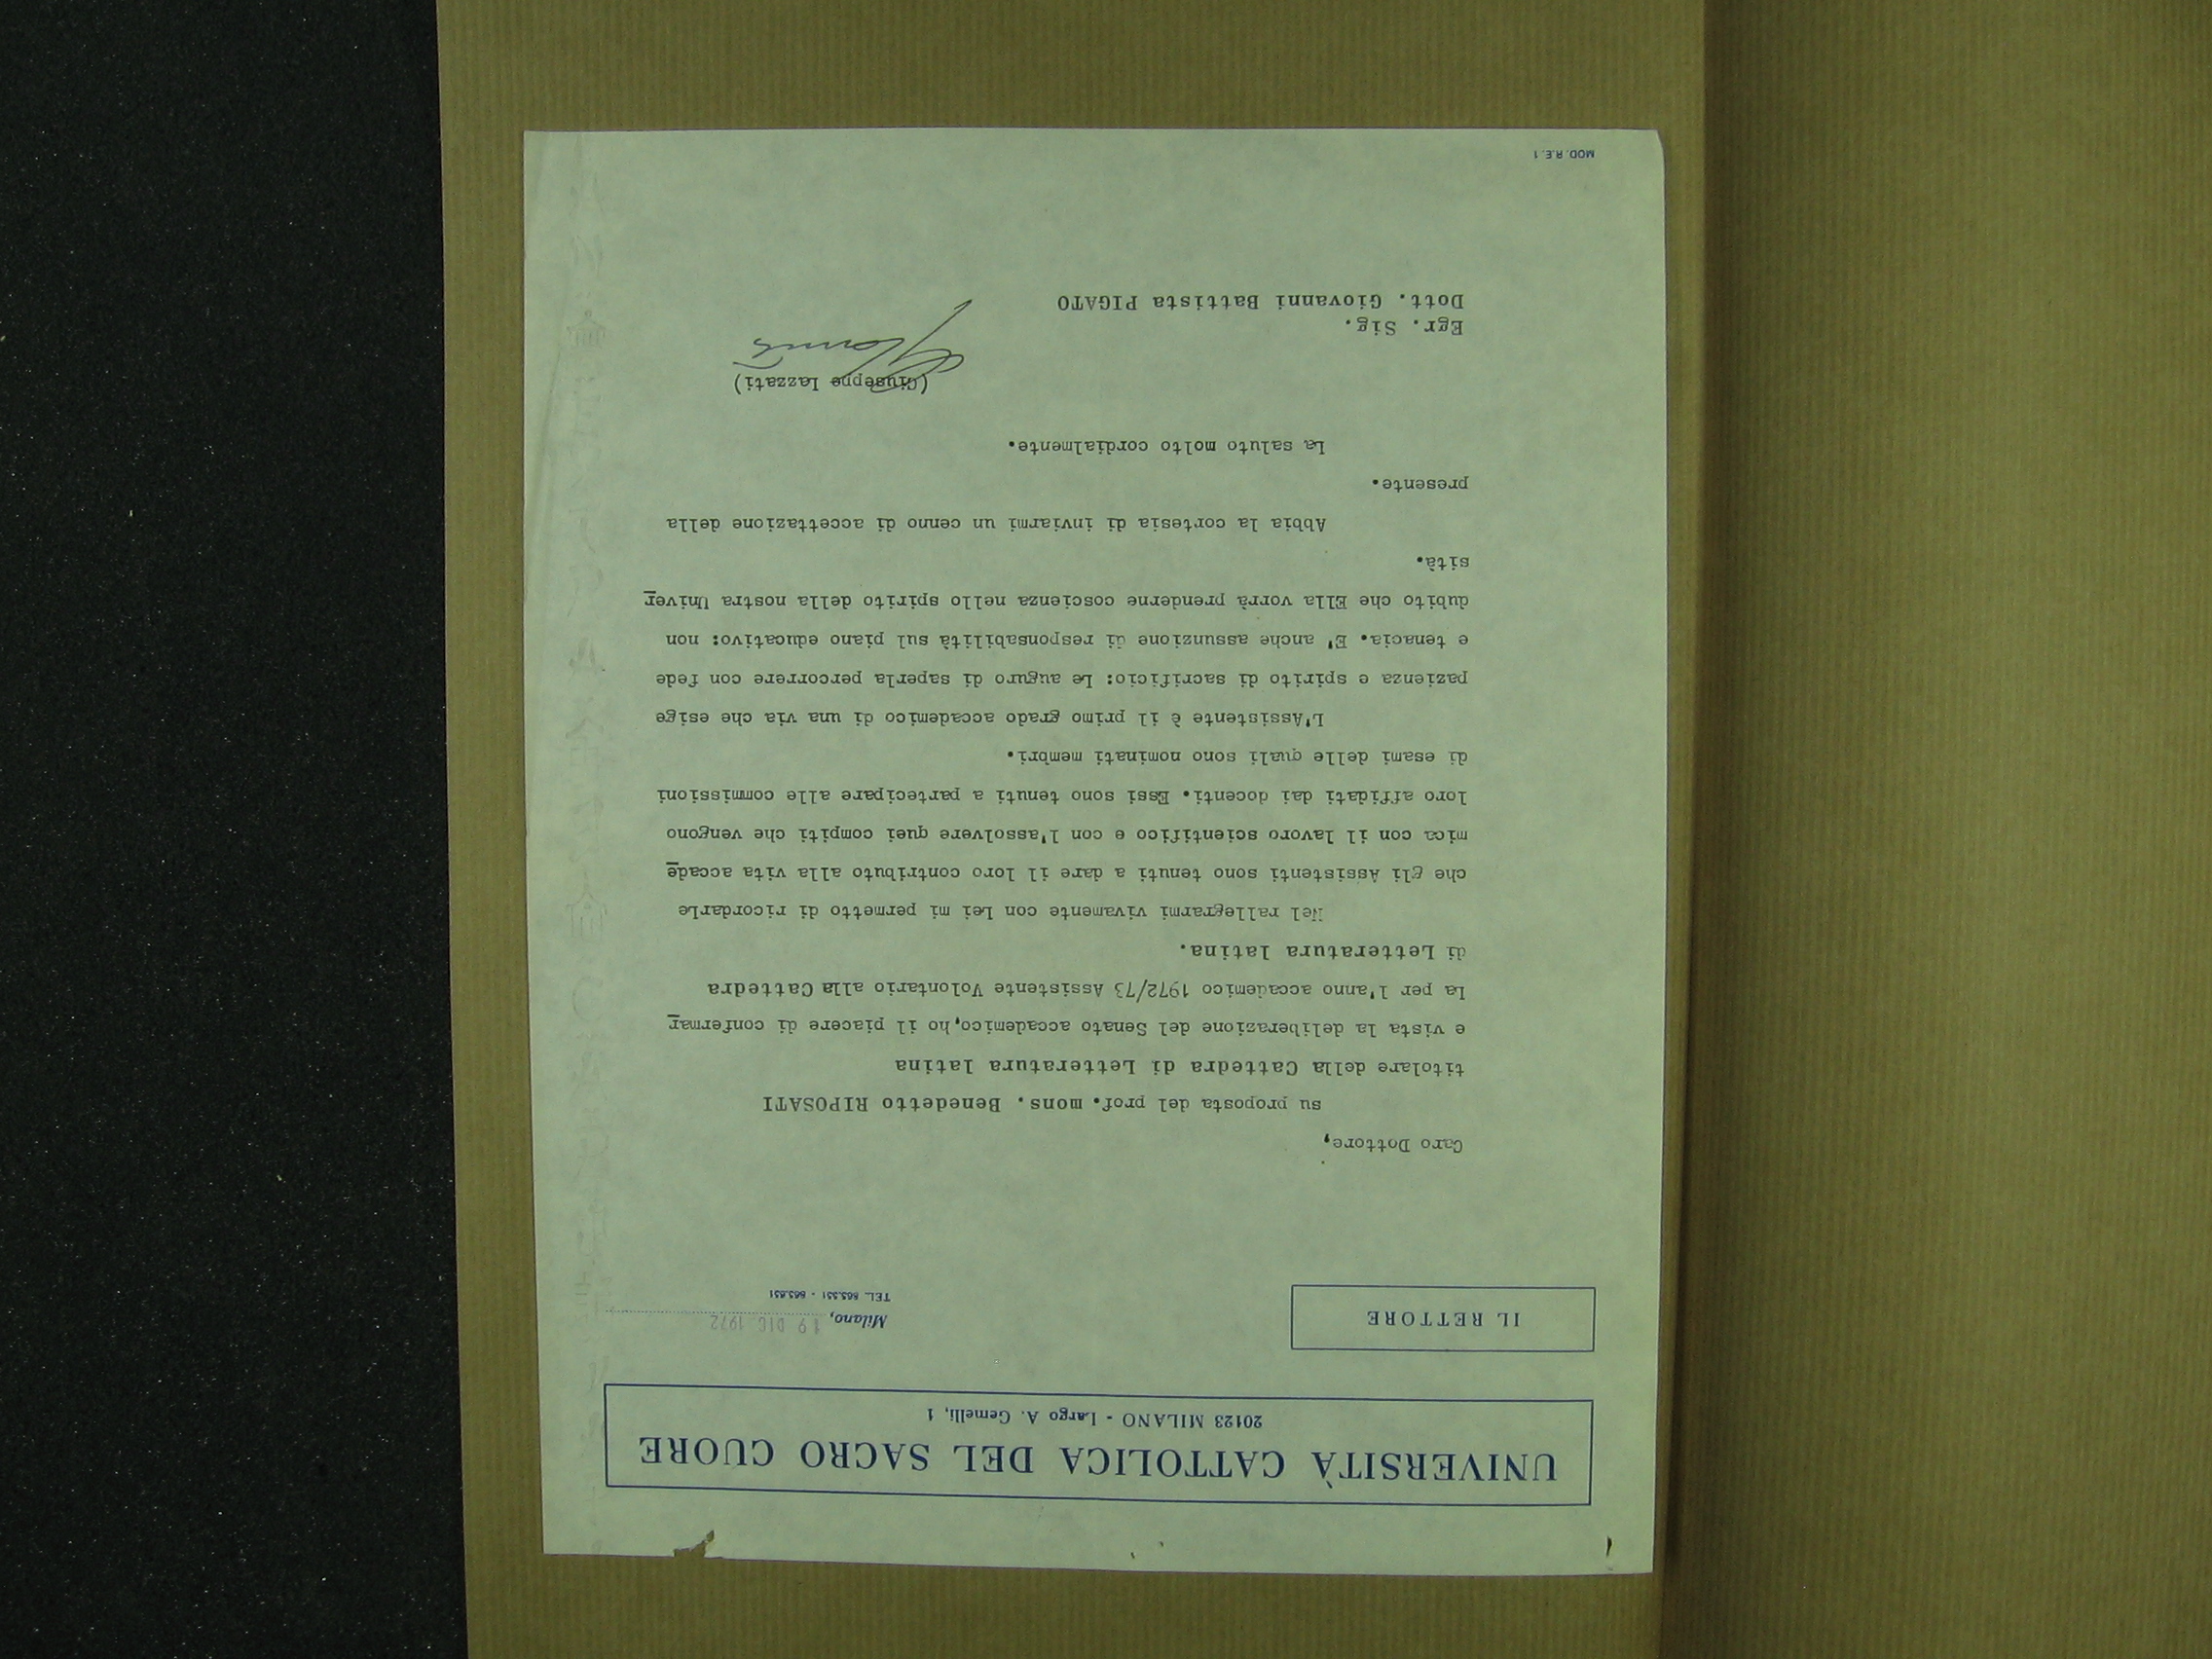 UNIVERSITÀ CATTOLICA DEL SACRO CUORE
20123 MILANO - Largo A. Gemelli, 1
IL RETTORE
Milano, 19 DIC. 1972
TEL. 865.551 - 865.851
Caro Dottore,
su proposta del prof. mons. Benedetto RIPOSATI
titolare della Cattedra di Letteratura latina
e vista la deliberazione del Senato accademico, ho il piacere di confermar
La per l'anno accademico 1972/73 Assistente Volontario alla Cattedra
di Letteratura latina.
Nel rallegrarmi vivamente con Lei mi permetto di ricordarLe
che gli Assistenti sono tenuti a dare il loro contributo alla vita accade
mica con il lavoro scientifico e con l'assolvere quei compiti che vengono
loro affidati dai docenti. Essi sono tenuti a partecipare alle commissioni
di esami delle quali sono nominati membri.
L'Assistente è il primo grado accademico di una via che esige
pazienza e spirito di sacrificio: Le auguro di saperla percorrere con fede
e tenacia. E' anche assunzione di responsabilità sul piano educativo: non
dubito che Ella vorrà prenderne coscienza nello spirito della nostra Univer
sità.
Abbia la cortesia di inviarmi un cenno di accettazione della
presente.
La saluto molto cordialmente.
(Giuseppe Lazzati)
Egr. Sig.
Dott. Giovanni Battista PIGATO
MOD. R.E. 1